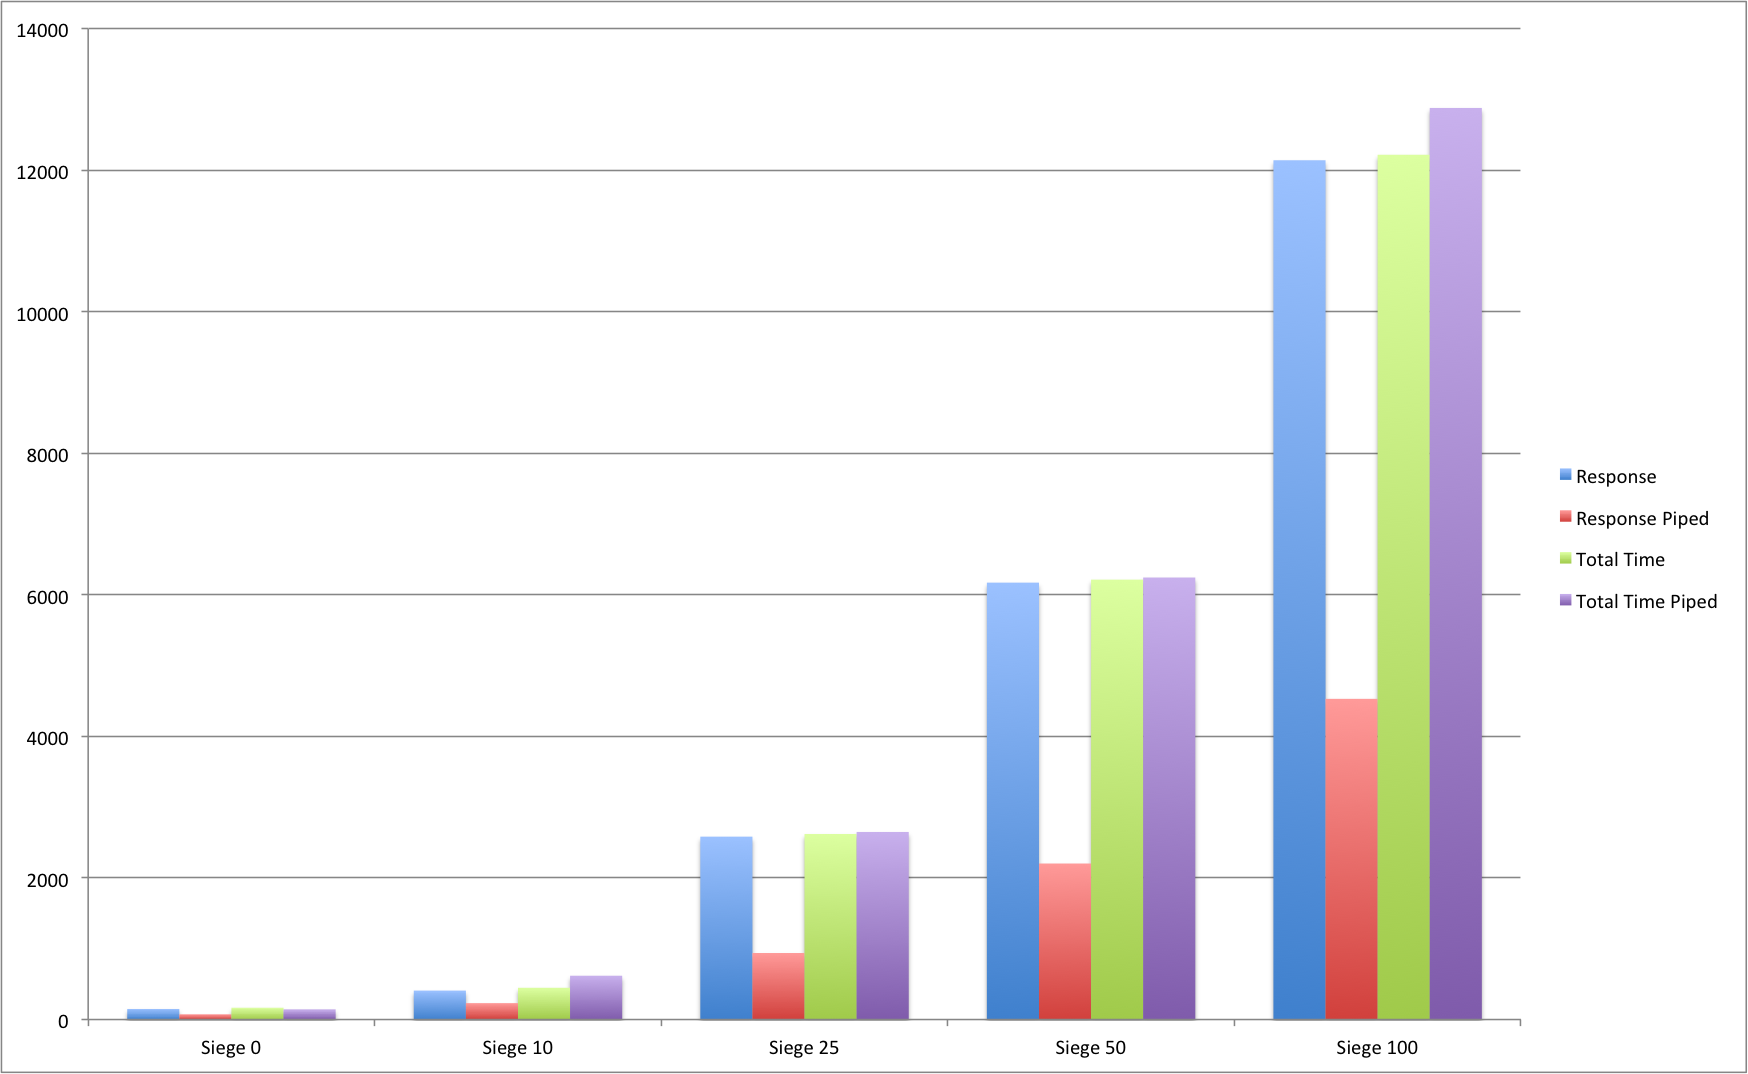 14000
12000
10000
8000
6000
4000
2000
0
Siege 0
Siege 10
Siege 25
Siege 50
Siege 100
Response
Response Piped
Total Time
Total Time Piped